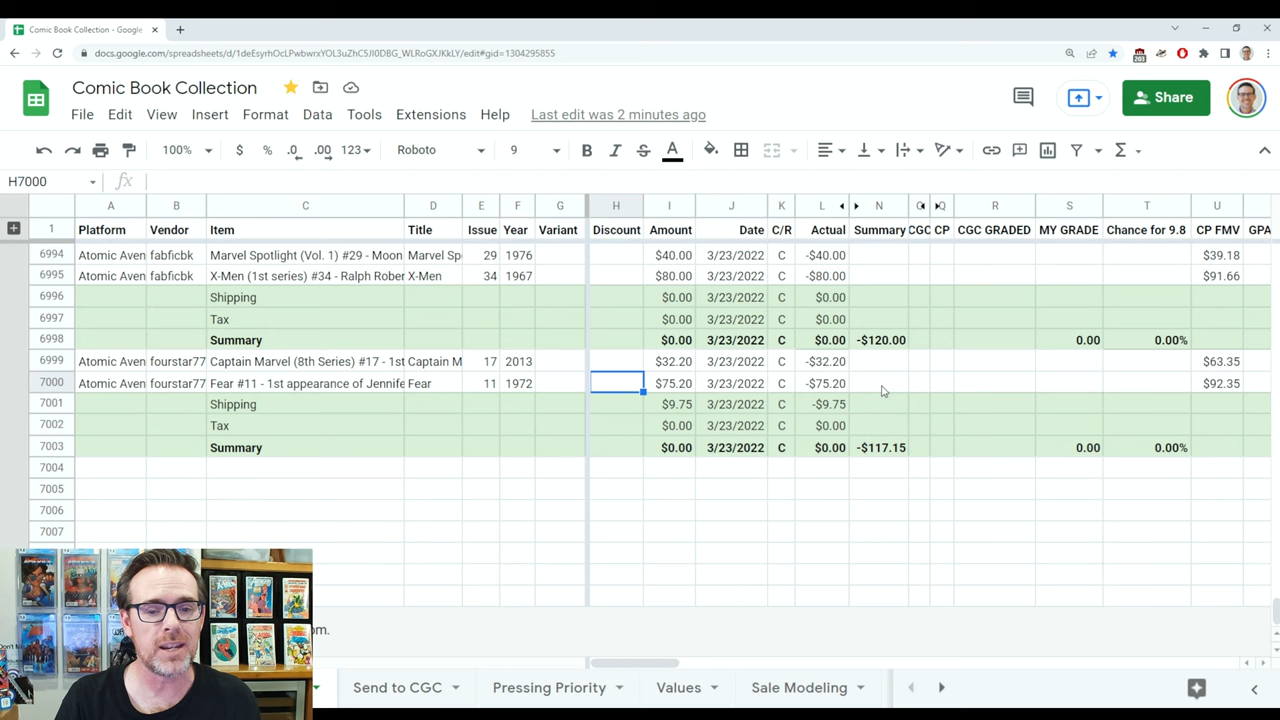 Comic Book Collection - Google
docs.google.com/spreadsheets/d/1deEsyrhOcLPwbwrxYOL3uZhC5JI0DBG_WLRoGXJKkLY/edit#gid=1304295855
203
Comic Book Collection
File Edit View Insert Format Data Tools Extensions Help Last edit was 2 minutes ago
Share
100% $ % .0 .00 123 Roboto 9 B I S A
H7000 fx
A B C D E F G H I J K L N Q R S T U
1 Platform Vendor Item Title Issue Year Variant Discount Amount Date C/R Actual Summary CGC CP CGC GRADED MY GRADE Chance for 9.8 CP FMV GPA
6994 Atomic Aven fabficbk Marvel Spotlight (Vol. 1) #29 - Moon Marvel Sp 29 1976 $40.00 3/23/2022 C -$40.00 $39.18
6995 Atomic Aven fabficbk X-Men (1st series) #34 - Ralph Rober X-Men 34 1967 $80.00 3/23/2022 C -$80.00 $91.66
6996 Shipping $0.00 3/23/2022 C $0.00
6997 Tax $0.00 3/23/2022 C $0.00
6998 Summary $0.00 3/23/2022 C $0.00 -$120.00 0.00 0.00%
6999 Atomic Aven fourstar77 Captain Marvel (8th Series) #17 - 1st Captain M 17 2013 $32.20 3/23/2022 C -$32.20 $63.35
7000 Atomic Aven fourstar77 Fear #11 - 1st appearance of Jennife Fear 11 1972 $75.20 3/23/2022 C -$75.20 $92.35
7001 Shipping $9.75 3/23/2022 C -$9.75
7002 Tax $0.00 3/23/2022 C $0.00
7003 Summary $0.00 3/23/2022 C $0.00 -$117.15 0.00 0.00%
7004
7005
7006
7007
om.
Send to CGC Pressing Priority Values Sale Modeling